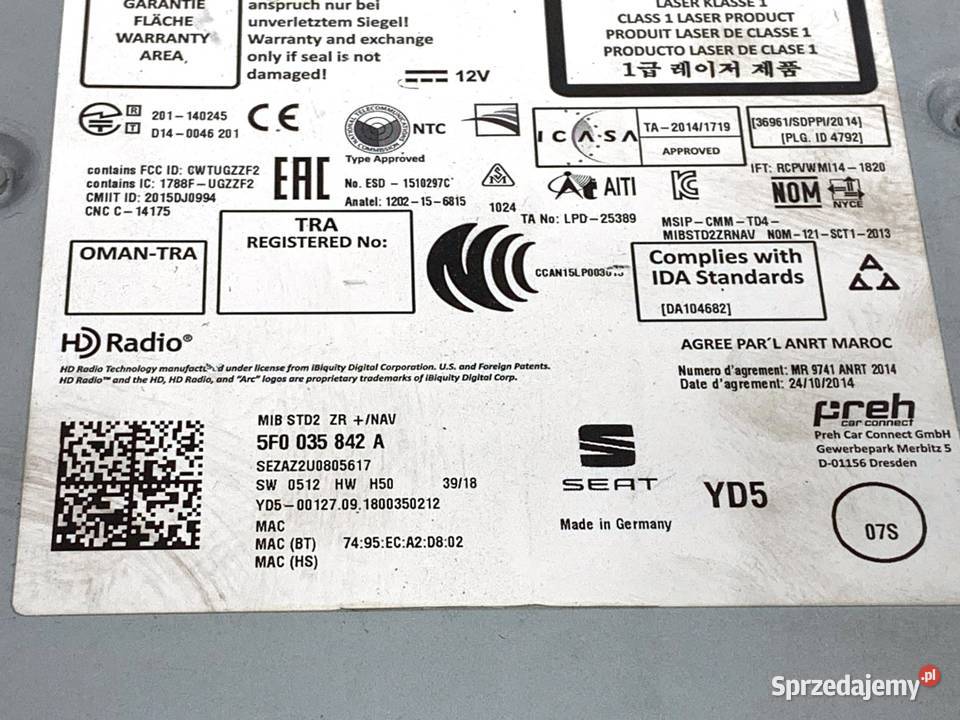 GARANTIE
FLÄCHE
WARRANTY
AREA
anspruch nur bei
unverletztem Siegel!
Warranty and exchange
only if seal is not
damaged!
12V
LASER KLASSE 1
CLASS 1 LASER PRODUCT
PRODUIT LASER DE CLASSE 1
PRODUCTO LASER DE CLASE 1
1급 레이저 제품
R 201-140245
T D14-0046 201
CE
NATIONAL TELECOMMUNICATIONS COMMISSION
NTC
Type Approved
ICASA
TA-2014/1719
APPROVED
[36961/SDPPI/2014]
[PLG. ID 4792]
contains FCC ID: CWTUGZZF2
contains IC: 1788F-UGZZF2
CMIIT ID: 2015DJ0994
CNC C-14175
EAC
No. ESD - 1510297C
Anatel: 1202-15-6815
1024
AITI
TA No: LPD-25389
IFT: RCPVWMI14-1820
NOM
NYCE
MSIP-CMM-TD4-
MIBSTD2ZRNAV
NOM-121-SCT1-2013
OMAN-TRA
TRA
REGISTERED No:
CCAN15LP003
Complies with
IDA Standards
[DA104682]
HD Radio®
HD Radio Technology manufactured under license from iBiquity Digital Corporation. U.S. and Foreign Patents.
HD Radio™ and the HD, HD Radio, and "Arc" logos are proprietary trademarks of iBiquity Digital Corp.
AGREE PAR´L ANRT MAROC
Numero d'agrement: MR 9741 ANRT 2014
Date d'agrement: 24/10/2014
MIB STD2 ZR +/NAV
5F0 035 842 A
SEZAZ2U0805617
SW 0512 HW H50 39/18
YD5-00127.09.1800350212
MAC
MAC (BT) 74:95:EC:A2:D8:02
MAC (HS)
SEAT
Made in Germany
YD5
preh
car connect
Preh Car Connect GmbH
Gewerbepark Merbitz 5
D-01156 Dresden
07S
Sprzedajemy.pl